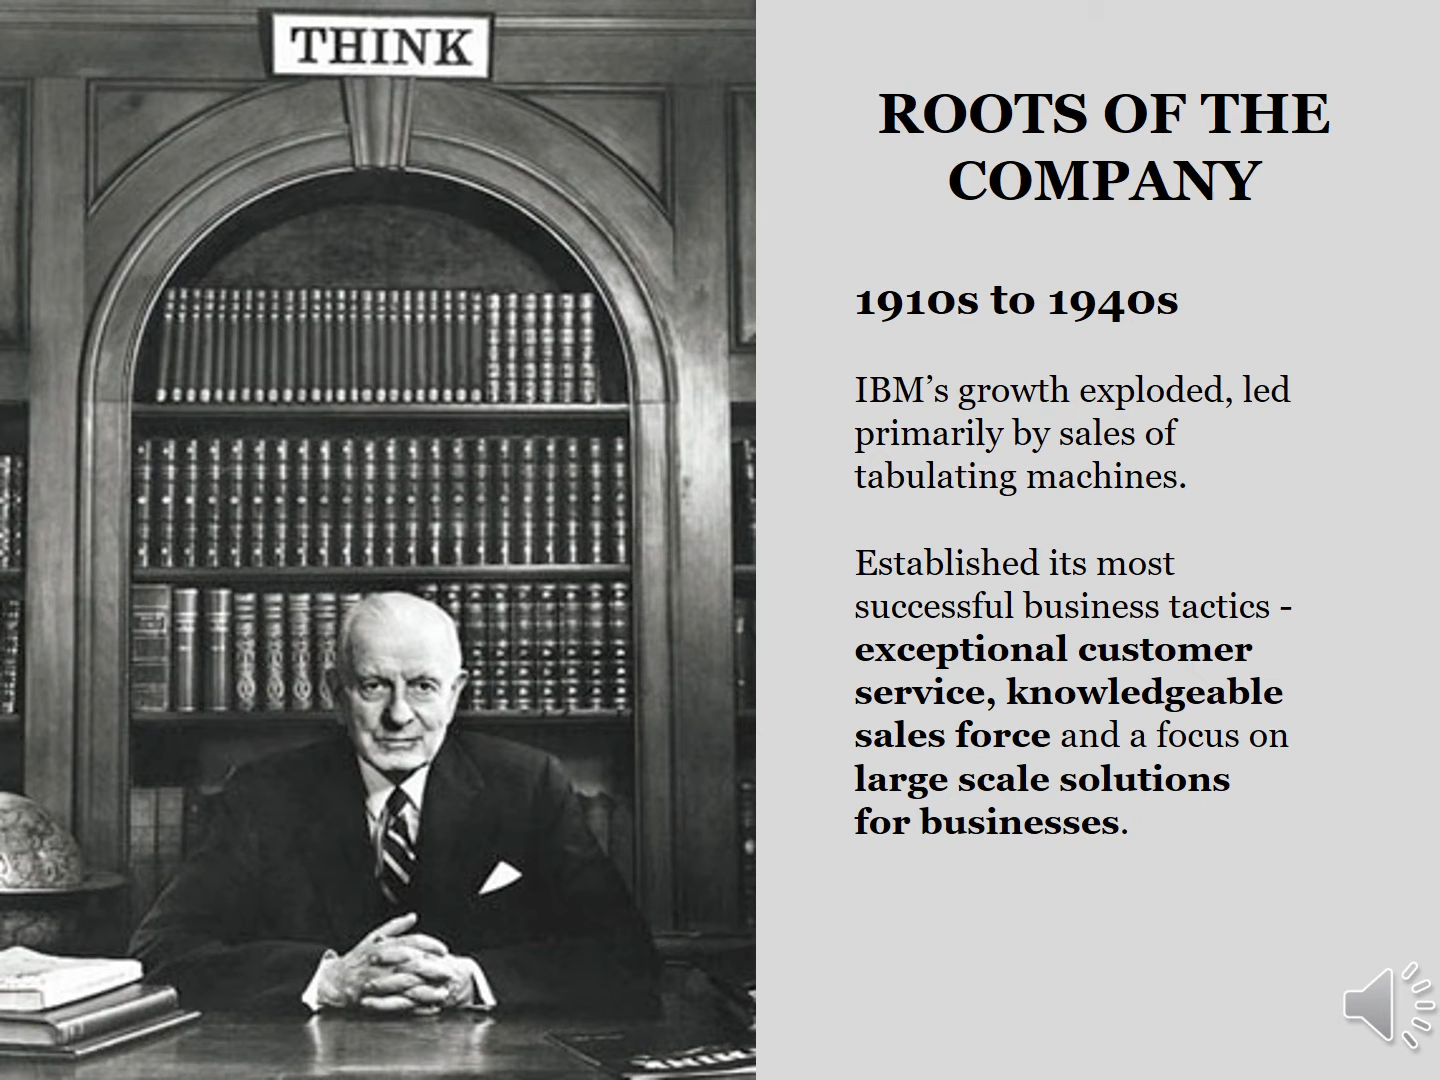 THINK
ROOTS OF THE
COMPANY
1910s to 1940s
IBM’s growth exploded, led
primarily by sales of
tabulating machines.
Established its most
successful business tactics -
exceptional customer
service, knowledgeable
sales force and a focus on
large scale solutions
for businesses.